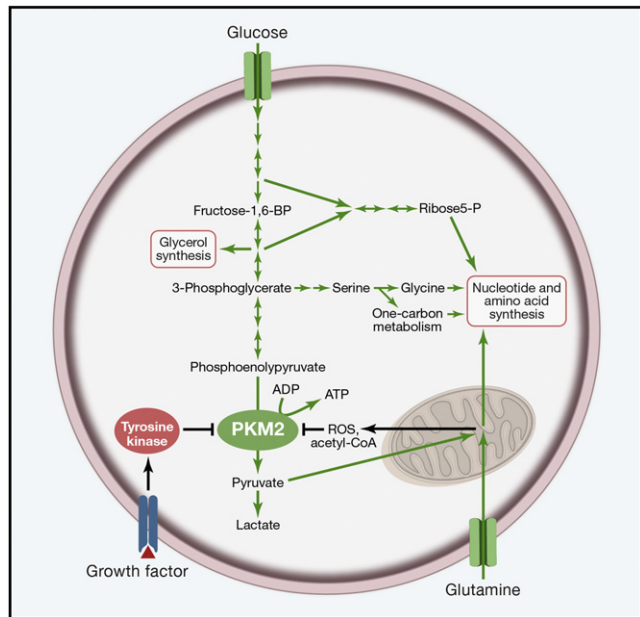 Glucose
Fructose-1,6-BP
Ribose5-P
Glycerol
synthesis
3-Phosphoglycerate
Serine
Glycine
Nucleotide and
amino acid
synthesis
One-carbon
metabolism
Phosphoenolpyruvate
ADP
ATP
Tyrosine
kinase
PKM2
ROS,
acetyl-CoA
Pyruvate
Lactate
Growth factor
Glutamine